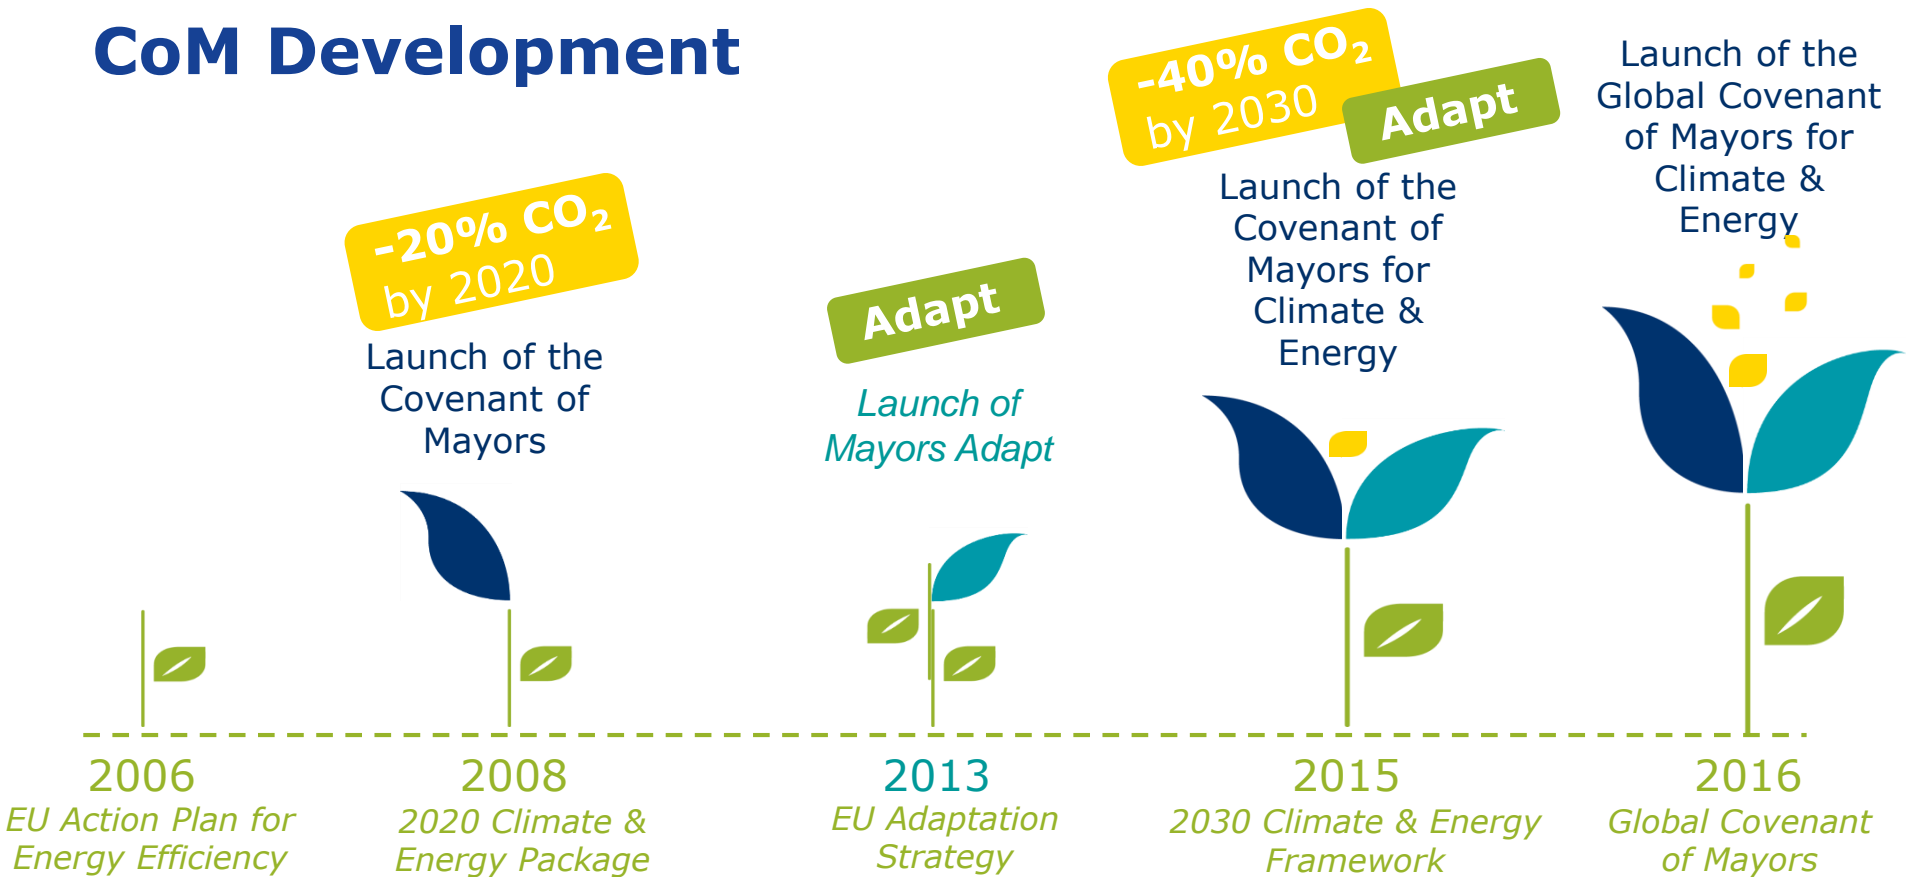 CoM Development
-20% CO₂
by 2020
Launch of the
Covenant of
Mayors
Adapt
Launch of
Mayors Adapt
-40% CO₂
by 2030
Adapt
Launch of the
Covenant of
Mayors for
Climate &
Energy
Launch of the
Global Covenant
of Mayors for
Climate &
Energy
2006
EU Action Plan for
Energy Efficiency
2008
2020 Climate &
Energy Package
2013
EU Adaptation
Strategy
2015
2030 Climate & Energy
Framework
2016
Global Covenant
of Mayors